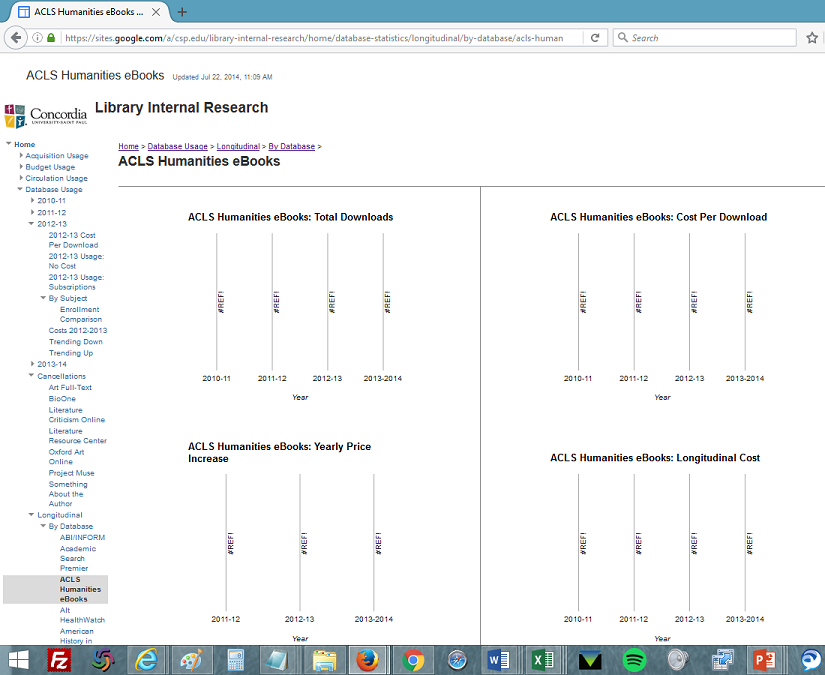 ACLS Humanities eBooks ...
https://sites.google.com/a/csp.edu/library-internal-research/home/database-statistics/longitudinal/by-database/acls-human
Search
ACLS Humanities eBooks Updated Jul 22, 2014, 11:09 AM
Concordia
UNIVERSITY·SAINT PAUL
Library Internal Research
Home
Acquisition Usage
Budget Usage
Circulation Usage
Database Usage
2010-11
2011-12
2012-13
2012-13 Cost
Per Download
2012-13 Usage:
No Cost
2012-13 Usage:
Subscriptions
By Subject
Enrollment
Comparison
Costs 2012-2013
Trending Down
Trending Up
2013-14
Cancellations
Art Full-Text
BioOne
Literature
Criticism Online
Literature
Resource Center
Oxford Art
Online
Project Muse
Something
About the
Author
Longitudinal
By Database
ABI/INFORM
Academic
Search
Premier
ACLS
Humanities
eBooks
Alt
HealthWatch
American
History in
Home > Database Usage > Longitudinal > By Database >
ACLS Humanities eBooks
ACLS Humanities eBooks: Total Downloads
#REF!
#REF!
#REF!
#REF!
2010-11 2011-12 2012-13 2013-2014
Year
ACLS Humanities eBooks: Cost Per Download
#REF!
#REF!
#REF!
#REF!
2010-11 2011-12 2012-13 2013-2014
Year
ACLS Humanities eBooks: Yearly Price
Increase
#REF!
#REF!
#REF!
2011-12 2012-13 2013-2014
Year
ACLS Humanities eBooks: Longitudinal Cost
#REF!
#REF!
#REF!
#REF!
2010-11 2011-12 2012-13 2013-2014
Year